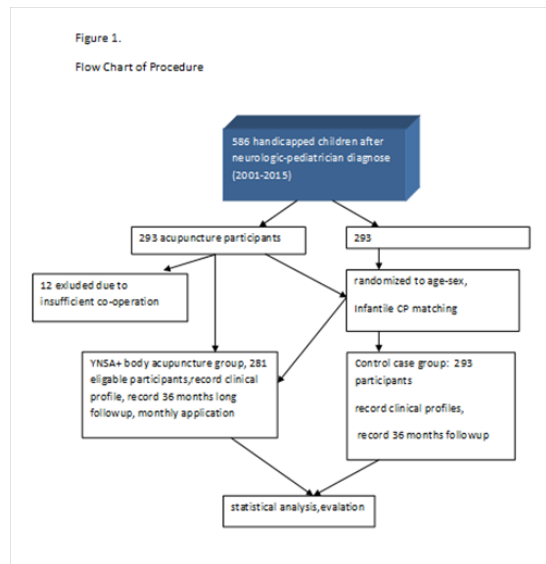 Figure 1.
Flow Chart of Procedure
586 handicapped children after
neurologic-pediatrician diagnose
(2001-2015)
293 acupuncture participants
293
12 exluded due to
insufficient co-operation
randomized to age-sex,
Infantile CP matching
YNSA+ body acupuncture group, 281
eligable participants,record clinical
profile, record 36 months long
followup, monthly application
Control case group: 293
participants
record clinical profiles,
record 36 months followup
statistical analysis,evalation